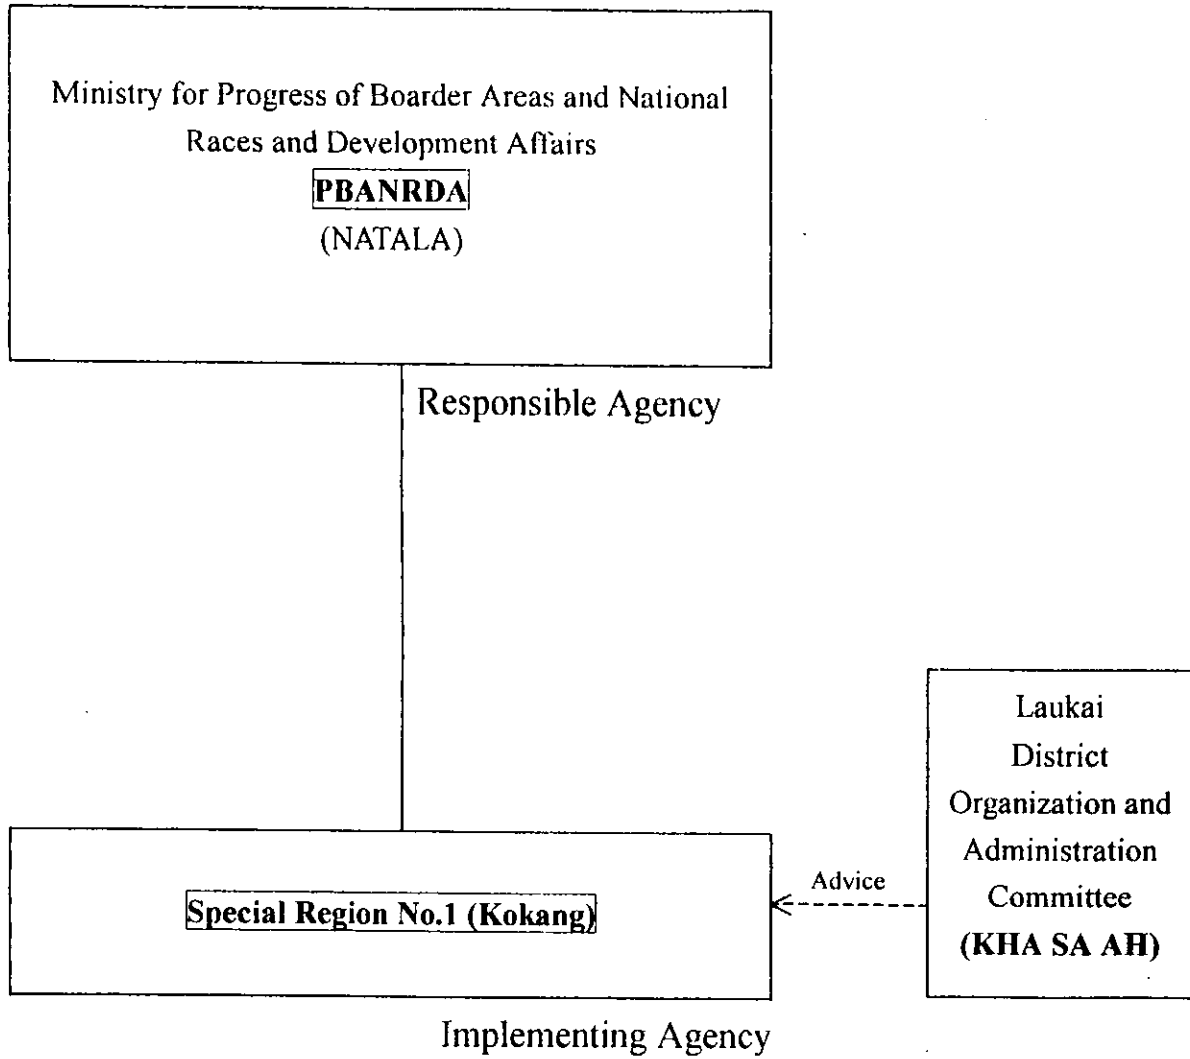 Ministry for Progress of Boarder Areas and National
Races and Development Affairs
PBANRDA
(NATALA)
Responsible Agency
Laukai
District
Organization and
Administration
Committee
(KHA SA AH)
Advice
Special Region No.1 (Kokang)
Implementing Agency